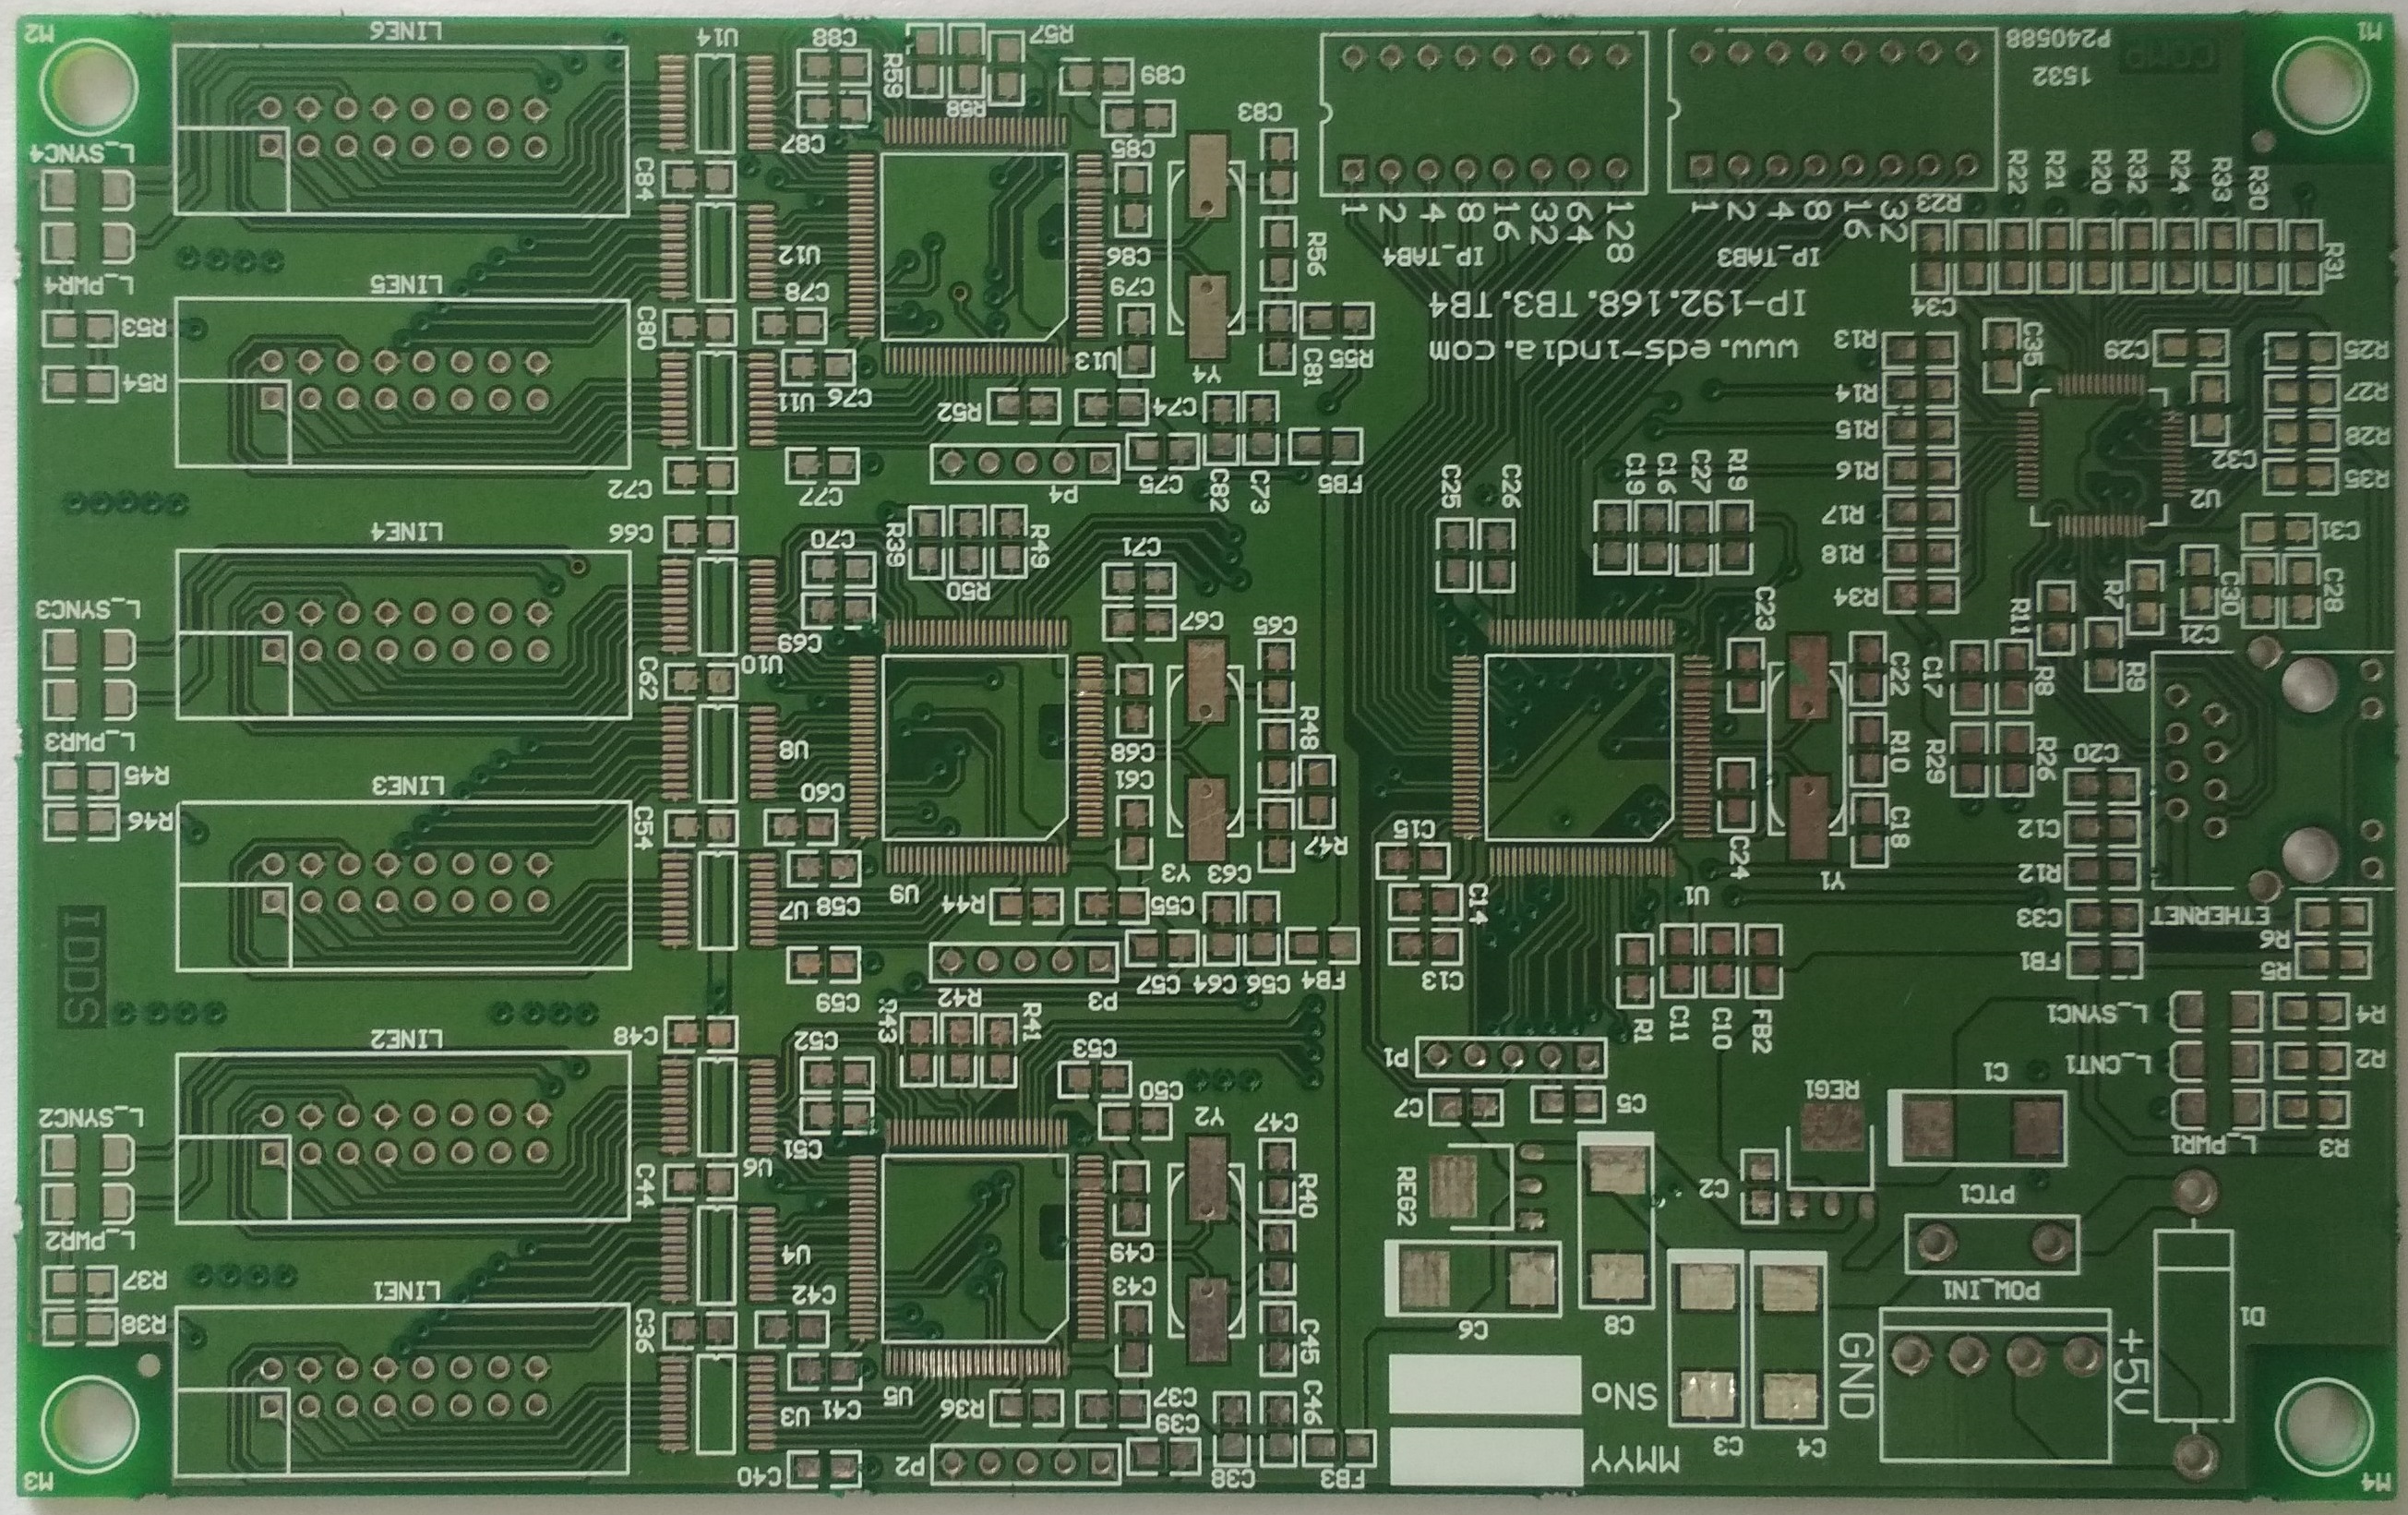 M2
LINE6
U14
C88
R57
R59
R58
C89
C83
P240588
COMP
M1
1532
C87
L_SYNC4
C84
C85
R22
R21
R20
R32
R24
R33
R30
1
2
4
8
16
32
64
128
1
2
4
8
16
32
R23
L_PWR4
LINE5
U12
C86
R56
IP_TAB4
IP_TAB3
R31
C78
C79
IP-192.168.TB3.TB4
C34
R53
C80
U13
C81
R55
www.eds-india.com
R13
C35
C29
R25
R54
U11
C76
R52
C74
Y4
R14
R27
R15
R28
C72
C77
P4
C75
C82
C73
FB5
C25
C26
C19
C16
C27
R19
R16
C32
R35
U2
LINE4
C66
C70
R39
R50
R49
C71
R17
R18
C31
L_SYNC3
C69
C67
C65
C23
R34
R11
R7
C21
C30
C28
C62
U10
C22
C17
R8
R9
L_PWR3
U8
C68
R48
R10
R29
R26
C20
R45
LINE3
C60
C61
R46
C54
R47
C15
C24
C18
C12
U7
C58
U9
R44
C55
Y3
C63
C14
U1
Y1
R12
IDDS
C33
ETHERNET
R6
C59
P3
C57
C64
C56
FB4
C13
FB1
R5
LINE2
C48
R43
R42
R41
R1
C11
C10
FB2
L_SYNC1
R4
C52
C53
P1
L_CNT1
R2
L_SYNC2
C51
C50
Y2
C47
C7
C5
REG1
C1
L_PWR1
R3
C44
U6
R40
REG2
C2
PTC1
L_PWR2
U4
C49
R37
LINE1
C42
C43
POW_IN1
R38
C36
C45
C6
C8
GND
+5V
D1
U3
C41
U5
R36
C37
C39
C46
SNo
M3
C40
P2
C38
FB3
MMYY
C3
C4
M4